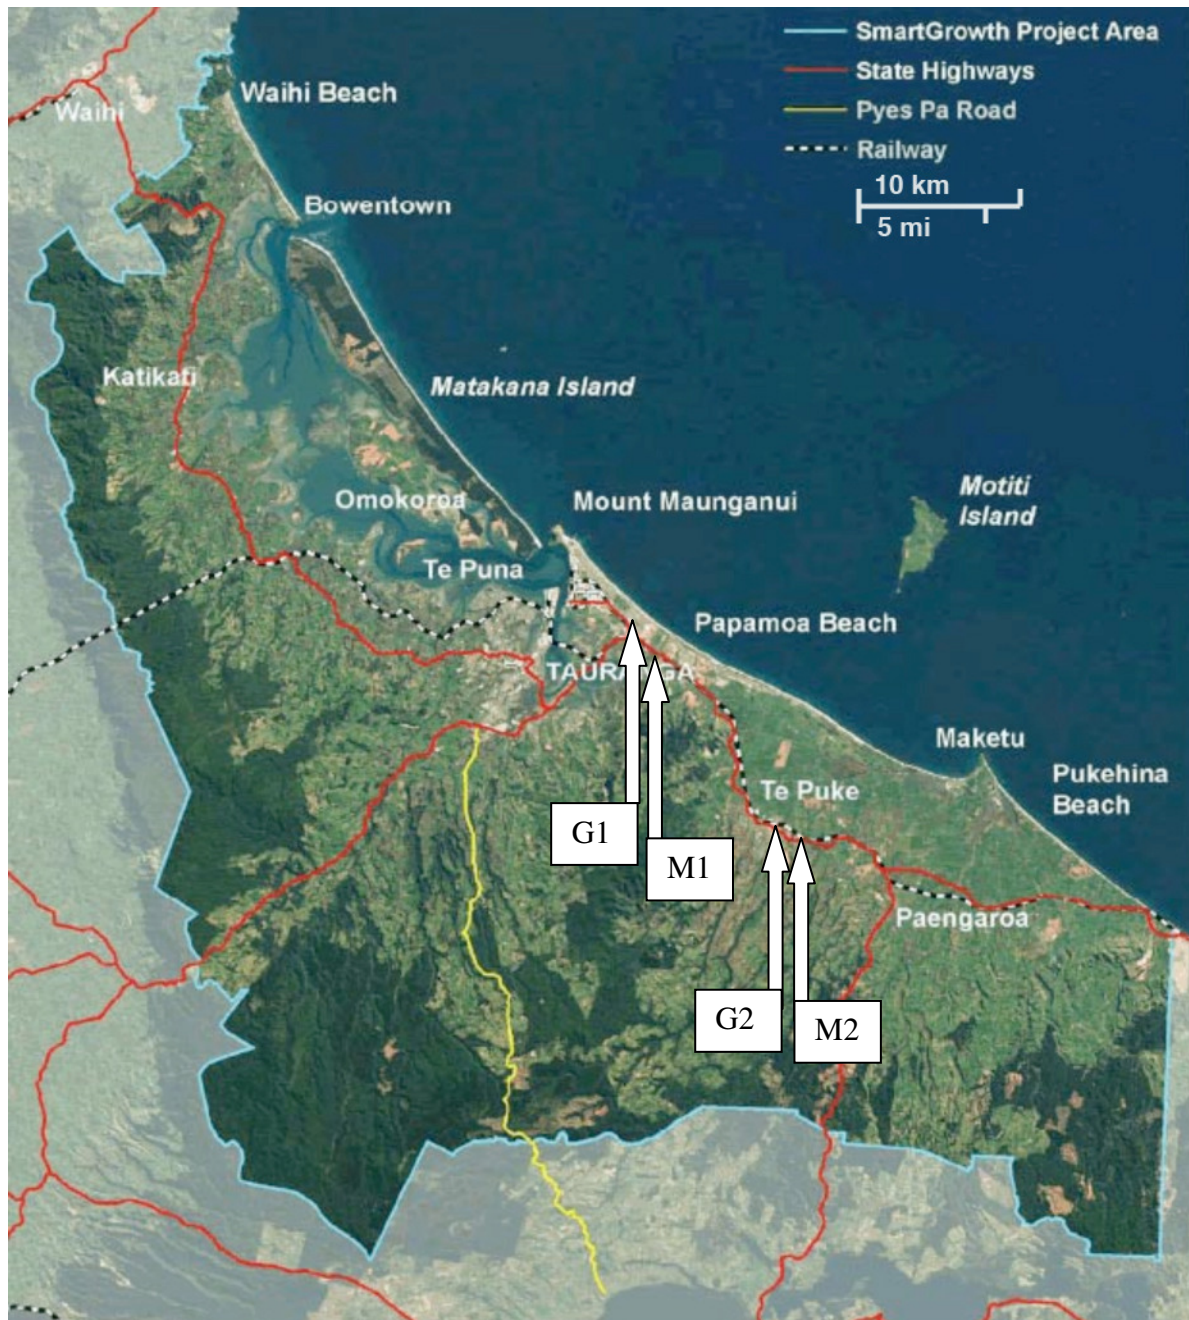 SmartGrowth Project Area
State Highways
Pyes Pa Road
Railway
10 km
5 mi
Waihi Beach
Waihi
Bowentown
Katikati
Matakana Island
Omokoroa
Mount Maunganui
Motiti
Island
Te Puna
Papamoa Beach
TAURANGA
Maketu
Pukehina
Beach
Te Puke
G1
M1
Paengaroa
G2
M2